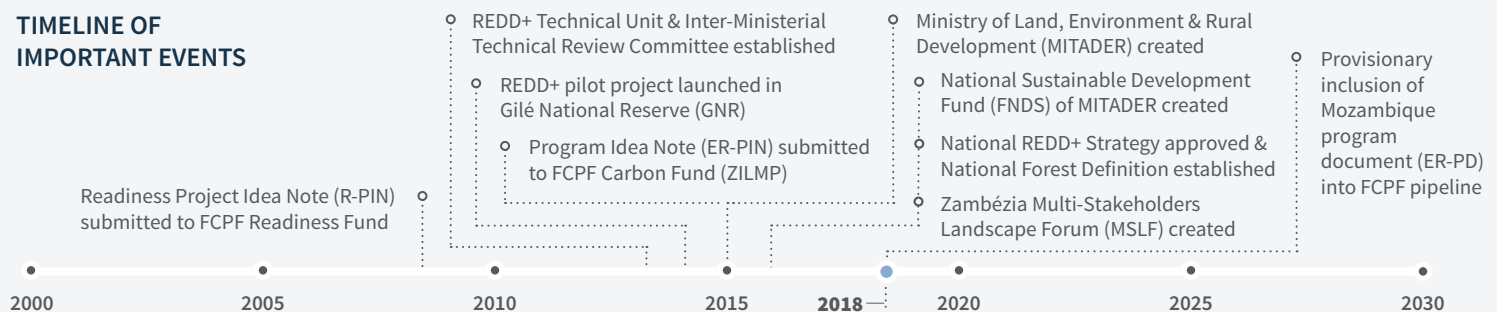 TIMELINE OF
IMPORTANT EVENTS
Readiness Project Idea Note (R-PIN)
submitted to FCPF Readiness Fund
REDD+ Technical Unit & Inter-Ministerial
Technical Review Committee established
REDD+ pilot project launched in
Gilé National Reserve (GNR)
Program Idea Note (ER-PIN) submitted
to FCPF Carbon Fund (ZILMP)
Ministry of Land, Environment & Rural
Development (MITADER) created
National Sustainable Development
Fund (FNDS) of MITADER created
National REDD+ Strategy approved &
National Forest Definition established
Zambézia Multi-Stakeholders
Landscape Forum (MSLF) created
Provisionary
inclusion of
Mozambique
program
document (ER-PD)
into FCPF pipeline
2000 2005 2010 2015 2018 2020 2025 2030